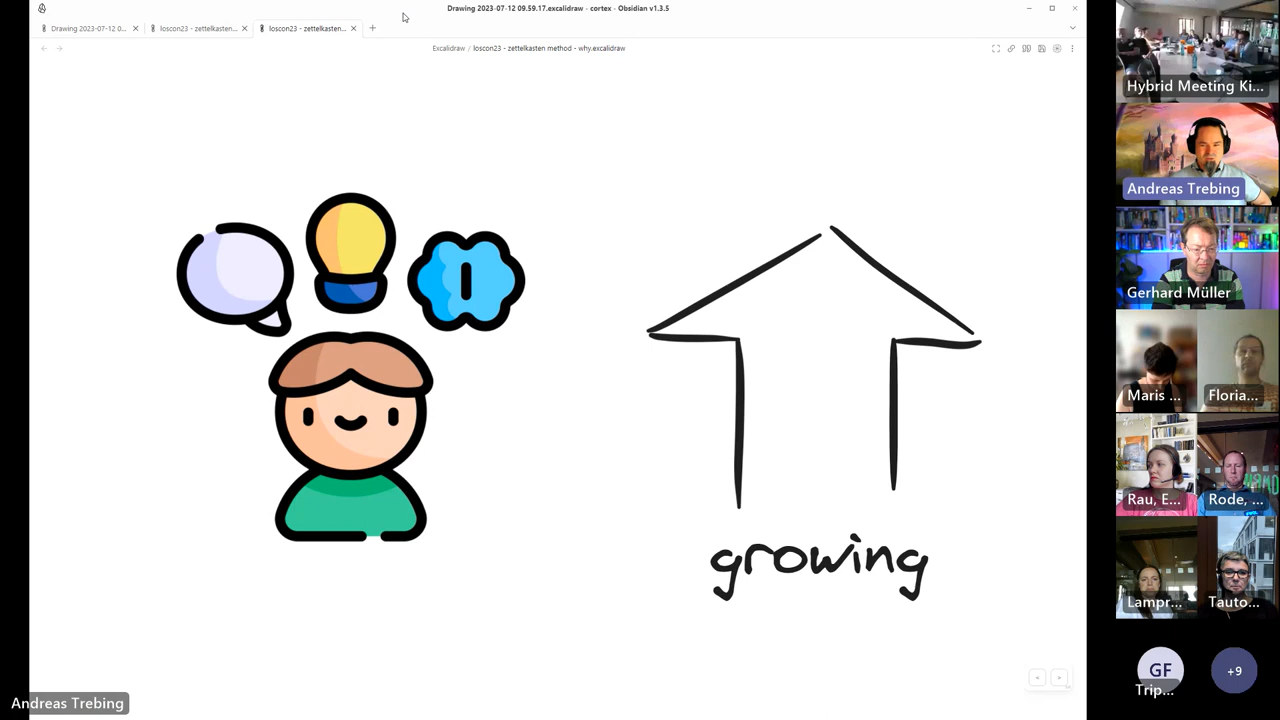 Drawing 2023-07-12 09.59.17.excalidraw - cortex - Obsidian v1.3.5
Drawing 2023-07-12 0...
loscon23 - zettelkasten...
loscon23 - zettelkasten...
Excalidraw / loscon23 - zettelkasten method - why.excalidraw
growing
Andreas Trebing
Hybrid Meeting Ki...
Andreas Trebing
Gerhard Müller
Maris ...
Floria...
Rau, E...
Rode, ...
Lampr...
Tauto...
GF
Trip...
+9